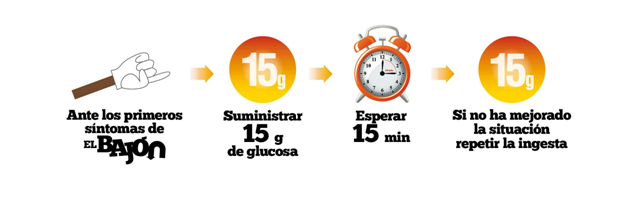 15g
15g
Ante los primeros
síntomas de
EL BAJÓN
Suministrar
15 g
de glucosa
Esperar
15 min
Si no ha mejorado
la situación
repetir la ingesta